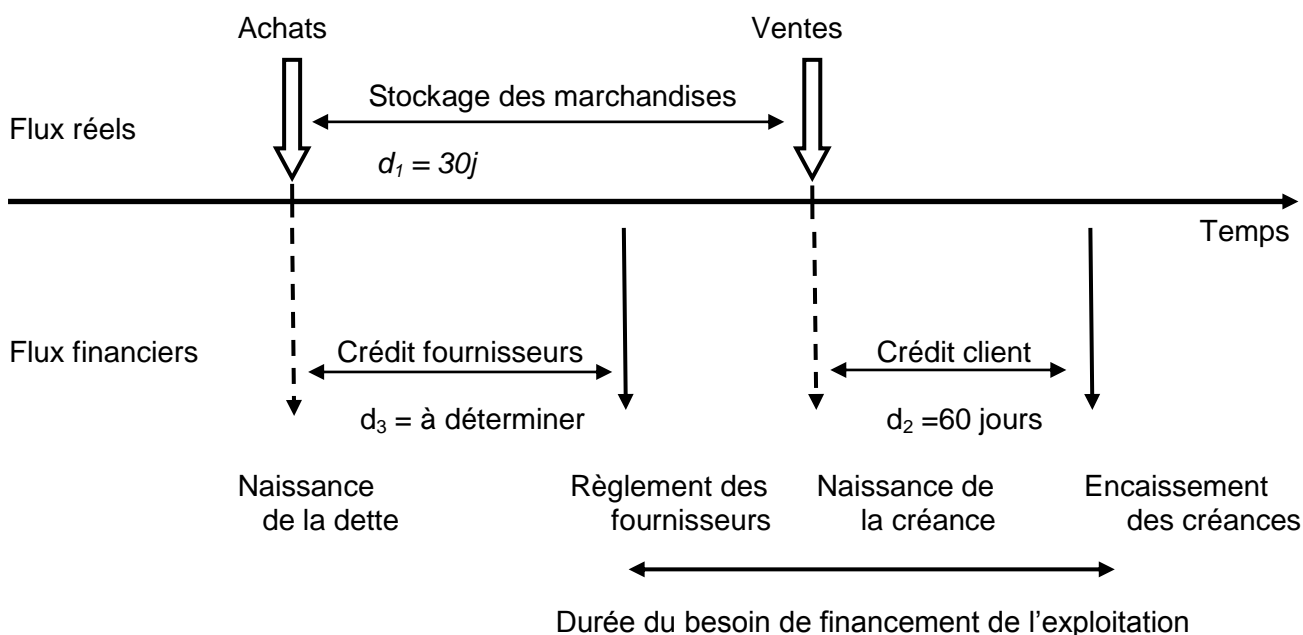 Achats Ventes
Stockage des marchandises
Flux réels
d₁ = 30j
Temps
Flux financiers Crédit fournisseurs Crédit client
d₃ = à déterminer d₂ =60 jours
Naissance Règlement des Naissance de Encaissement
de la dette fournisseurs la créance des créances
Durée du besoin de financement de l’exploitation